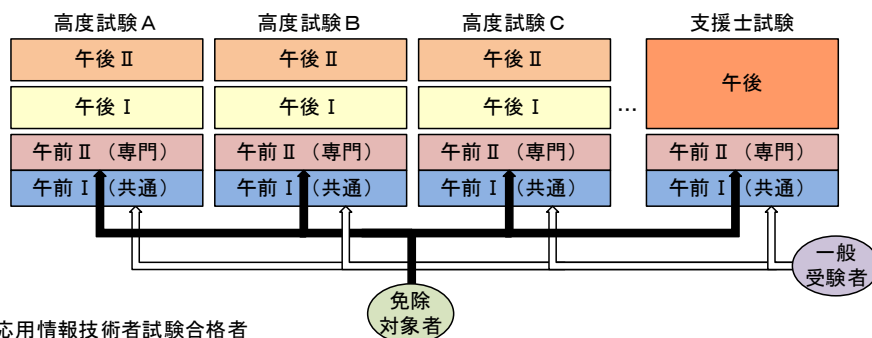 高度試験A 高度試験B 高度試験C 支援士試験
午後Ⅱ 午後Ⅱ 午後Ⅱ 午後
午後Ⅰ 午後Ⅰ 午後Ⅰ …
午前Ⅱ（専門） 午前Ⅱ（専門） 午前Ⅱ（専門） 午前Ⅱ（専門）
午前Ⅰ（共通） 午前Ⅰ（共通） 午前Ⅰ（共通） 午前Ⅰ（共通）
一般
受験者
免除
対象者
応用情報技術者試験合格者